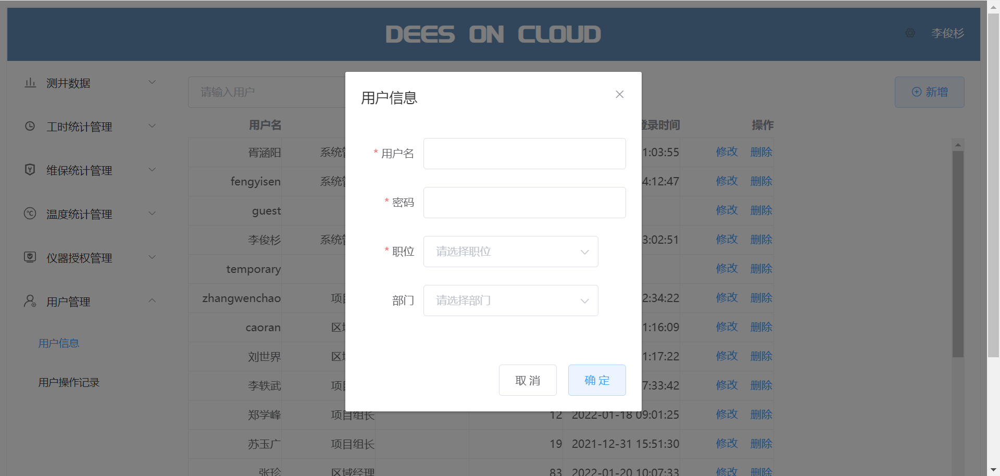 DEES ON CLOUD
李俊杉
测井数据
工时统计管理
维保统计管理
温度统计管理
仪器授权管理
用户管理
用户信息
用户操作记录
请输入用户
新增
用户名
登录时间
操作
胥涵阳 系统管 1:03:55 修改 删除
fengyisen 系统管 4:12:47 修改 删除
guest 修改 删除
李俊杉 系统管 3:02:51 修改 删除
temporary 修改 删除
zhangwenchao 项目 2:34:22 修改 删除
caoran 区域 1:16:09 修改 删除
刘世界 区域 1:17:22 修改 删除
李轶武 项目 7:33:42 修改 删除
郑学峰 项目组长 12 2022-01-18 09:01:25 修改 删除
苏玉广 项目组长 19 2021-12-31 15:51:30 修改 删除
张珍 区域经理 83 2022-01-20 10:07:33 修改 删除
用户信息
* 用户名
* 密码
* 职位 请选择职位
部门 请选择部门
取 消
确 定